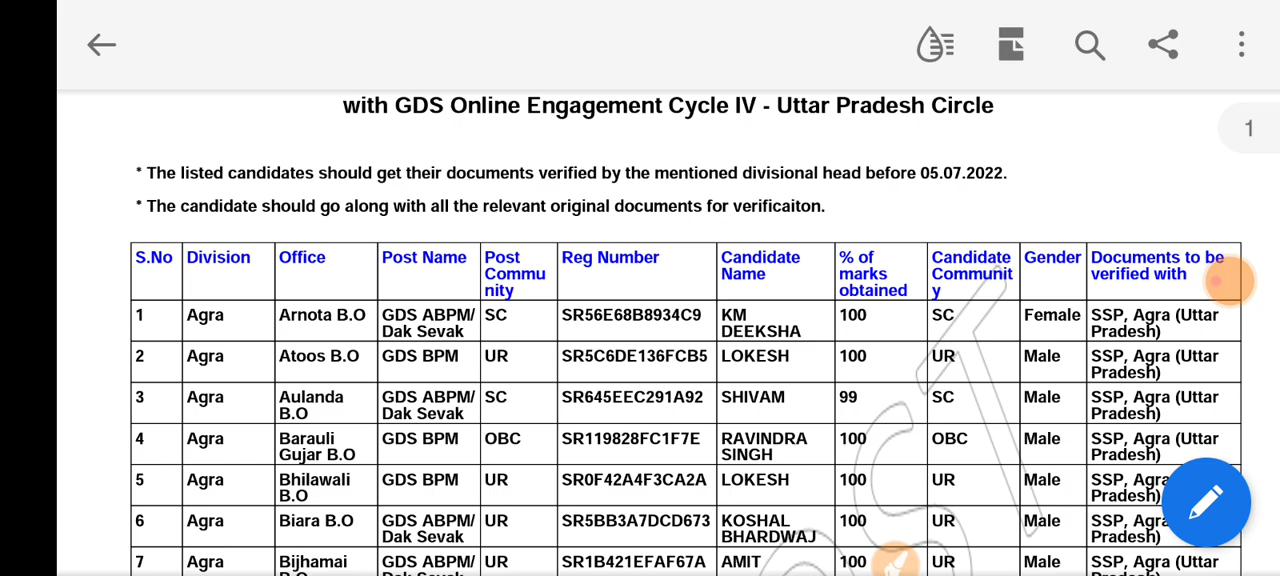 with GDS Online Engagement Cycle IV - Uttar Pradesh Circle
1
* The listed candidates should get their documents verified by the mentioned divisional head before 05.07.2022.
* The candidate should go along with all the relevant original documents for verificaiton.
S.No Division Office Post Name Post Commu nity Reg Number Candidate Name % of marks obtained Candidate Communit y Gender Documents to be verified with
1 Agra Arnota B.O GDS ABPM/ Dak Sevak SC SR56E68B8934C9 KM DEEKSHA 100 SC Female SSP, Agra (Uttar Pradesh)
2 Agra Atoos B.O GDS BPM UR SR5C6DE136FCB5 LOKESH 100 UR Male SSP, Agra (Uttar Pradesh)
3 Agra Aulanda B.O GDS ABPM/ Dak Sevak SC SR645EEC291A92 SHIVAM 99 SC Male SSP, Agra (Uttar Pradesh)
4 Agra Barauli Gujar B.O GDS BPM OBC SR119828FC1F7E RAVINDRA SINGH 100 OBC Male SSP, Agra (Uttar Pradesh)
5 Agra Bhilawali B.O GDS BPM UR SR0F42A4F3CA2A LOKESH 100 UR Male SSP, Agra Pradesh)
6 Agra Biara B.O GDS ABPM/ Dak Sevak UR SR5BB3A7DCD673 KOSHAL BHARDWAJ 100 UR Male SSP, Agra Pradesh)
7 Agra Bijhamai B.O GDS ABPM/ Dak Sevak UR SR1B421EFAF67A AMIT 100 UR Male SSP, Agra (Uttar Pradesh)